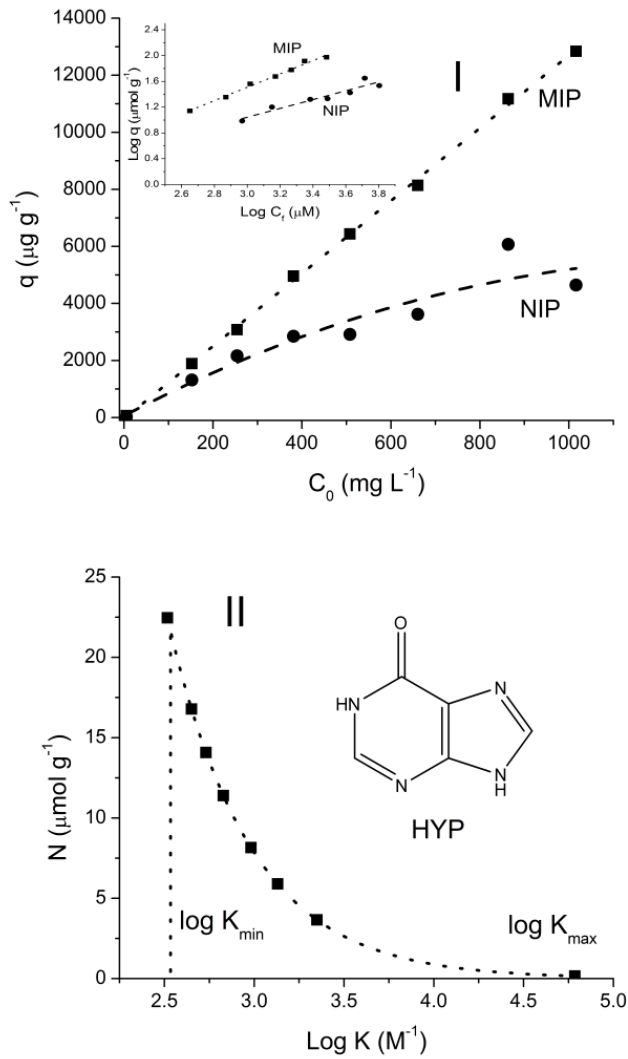 I
14000
12000
10000
8000
6000
4000
2000
0
q (μg g⁻¹)
0 200 400 600 800 1000
C₀ (mg L⁻¹)
MIP
NIP
2.4
2.0
1.6
1.2
0.8
0.4
0.0
Log q (μmol g⁻¹)
MIP
NIP
2.6 2.8 3.0 3.2 3.4 3.6 3.8
Log Cf (μM)
II
25
20
15
10
5
0
N (μmol g⁻¹)
O
HN
N
N
N
H
HYP
log Kmin
log Kmax
2.5 3.0 3.5 4.0 4.5 5.0
Log K (M⁻¹)